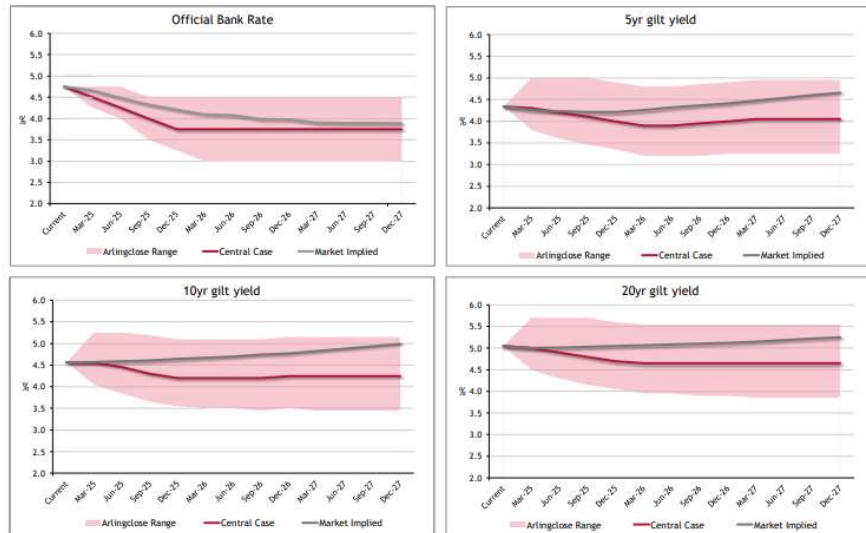 Official Bank Rate
6.0
5.5
5.0
4.5
4.0
3.5
3.0
2.5
2.0
%
Current
Mar-25
Jun-25
Sep-25
Dec-25
Mar-26
Jun-26
Sep-26
Dec-26
Mar-27
Jun-27
Sep-27
Dec-27
Arlingclose Range
Central Case
Market Implied
5yr gilt yield
6.0
5.5
5.0
4.5
4.0
3.5
3.0
2.5
2.0
%
Current
Mar-25
Jun-25
Sep-25
Dec-25
Mar-26
Jun-26
Sep-26
Dec-26
Mar-27
Jun-27
Sep-27
Dec-27
Arlingclose Range
Central Case
Market Implied
10yr gilt yield
6.0
5.5
5.0
4.5
4.0
3.5
3.0
2.5
2.0
%
Current
Mar-25
Jun-25
Sep-25
Dec-25
Mar-26
Jun-26
Sep-26
Dec-26
Mar-27
Jun-27
Sep-27
Dec-27
Arlingclose Range
Central Case
Market Implied
20yr gilt yield
6.0
5.5
5.0
4.5
4.0
3.5
3.0
2.5
2.0
%
Current
Mar-25
Jun-25
Sep-25
Dec-25
Mar-26
Jun-26
Sep-26
Dec-26
Mar-27
Jun-27
Sep-27
Dec-27
Arlingclose Range
Central Case
Market Implied